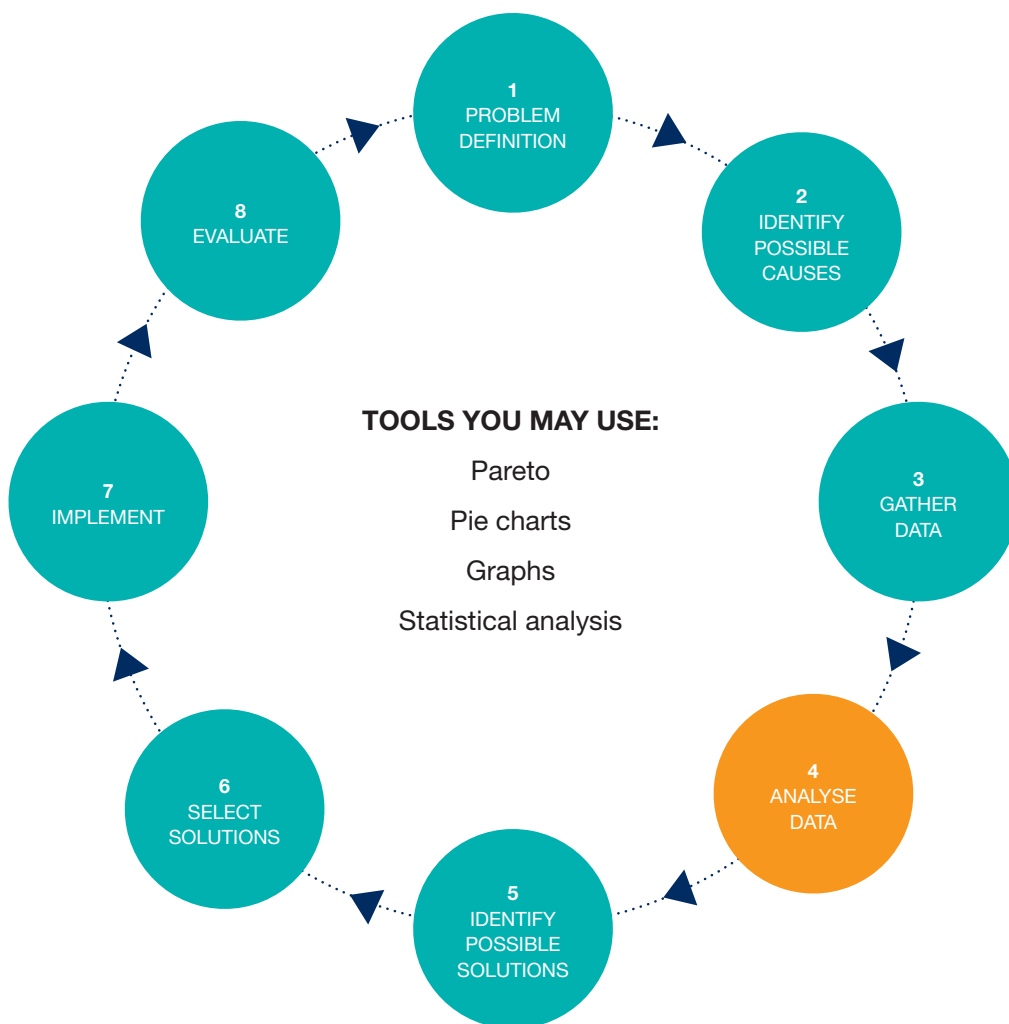 1
PROBLEM
DEFINITION
2
IDENTIFY
POSSIBLE
CAUSES
3
GATHER
DATA
4
ANALYSE
DATA
5
IDENTIFY
POSSIBLE
SOLUTIONS
6
SELECT
SOLUTIONS
7
IMPLEMENT
8
EVALUATE
TOOLS YOU MAY USE:
Pareto
Pie charts
Graphs
Statistical analysis